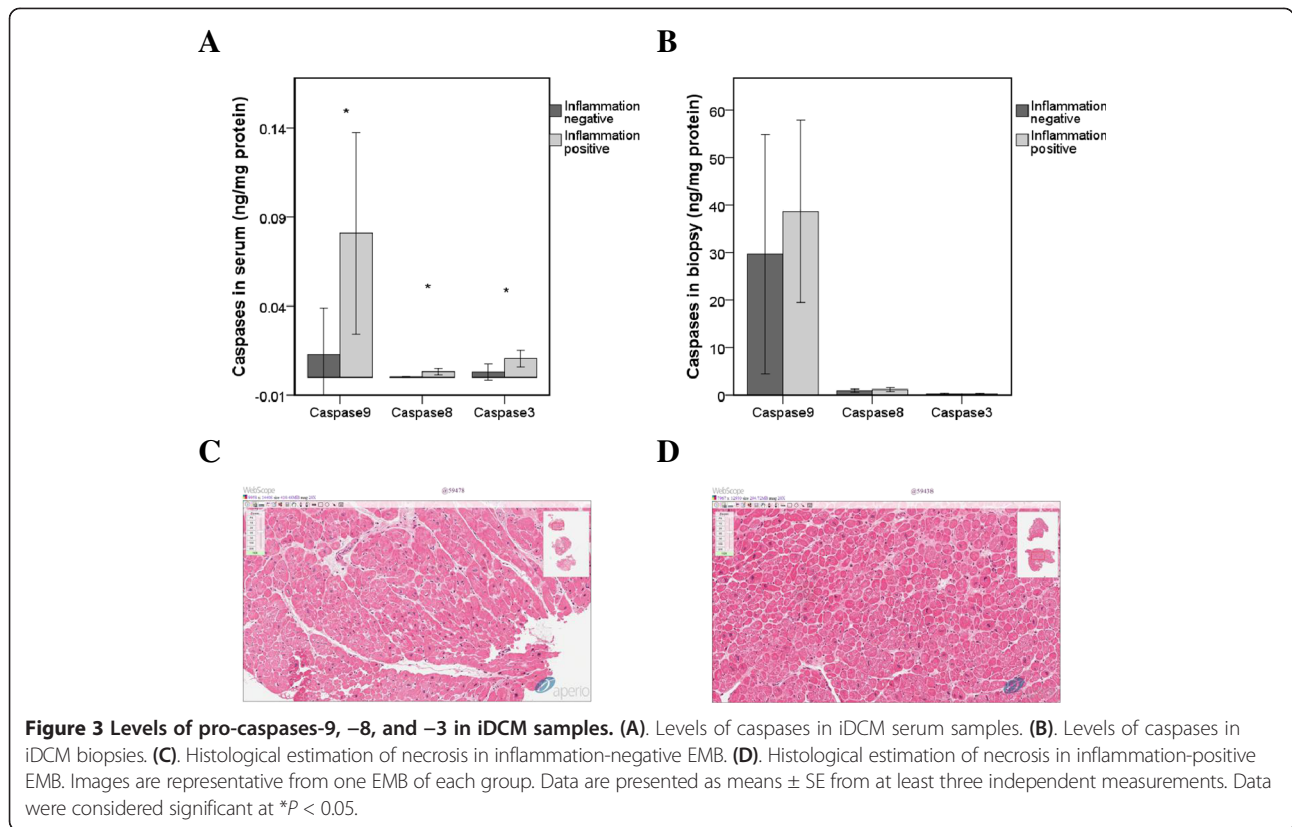 A
B
Caspases in serum (ng/mg protein)
0.14
0.09
0.04
-0.01
*
*
*
Caspase9
Caspase8
Caspase3
Inflammation
negative
Inflammation
positive
Caspases in biopsy (ng/mg protein)
60
50
40
30
20
10
0
Caspase9
Caspase8
Caspase3
Inflammation
negative
Inflammation
positive
C
D
WebScope
aperio
WebScope
Figure 3 Levels of pro-caspases-9, −8, and −3 in iDCM samples. (A). Levels of caspases in iDCM serum samples. (B). Levels of caspases in
iDCM biopsies. (C). Histological estimation of necrosis in inflammation-negative EMB. (D). Histological estimation of necrosis in inflammation-positive
EMB. Images are representative from one EMB of each group. Data are presented as means ± SE from at least three independent measurements. Data
were considered significant at *P < 0.05.